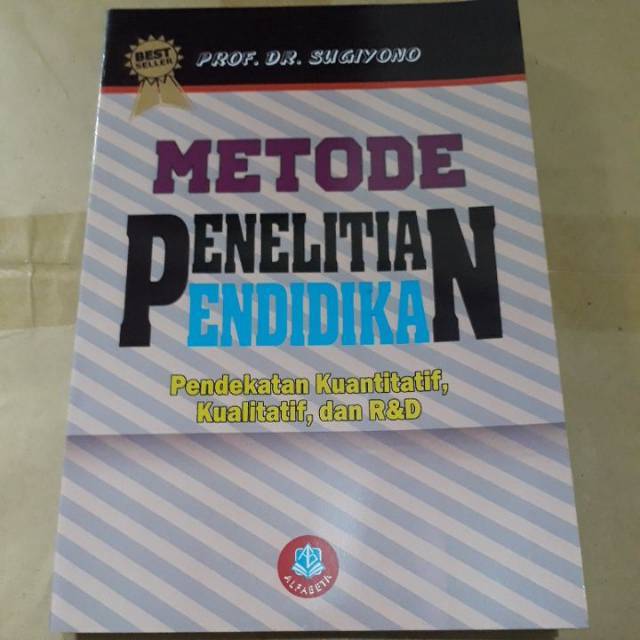 BEST
SELLER
PROF. DR. SUGIYONO
METODE
PENELITIAN
PENDIDIKAN
Pendekatan Kuantitatif,
Kualitatif, dan R&D
ALFABETA